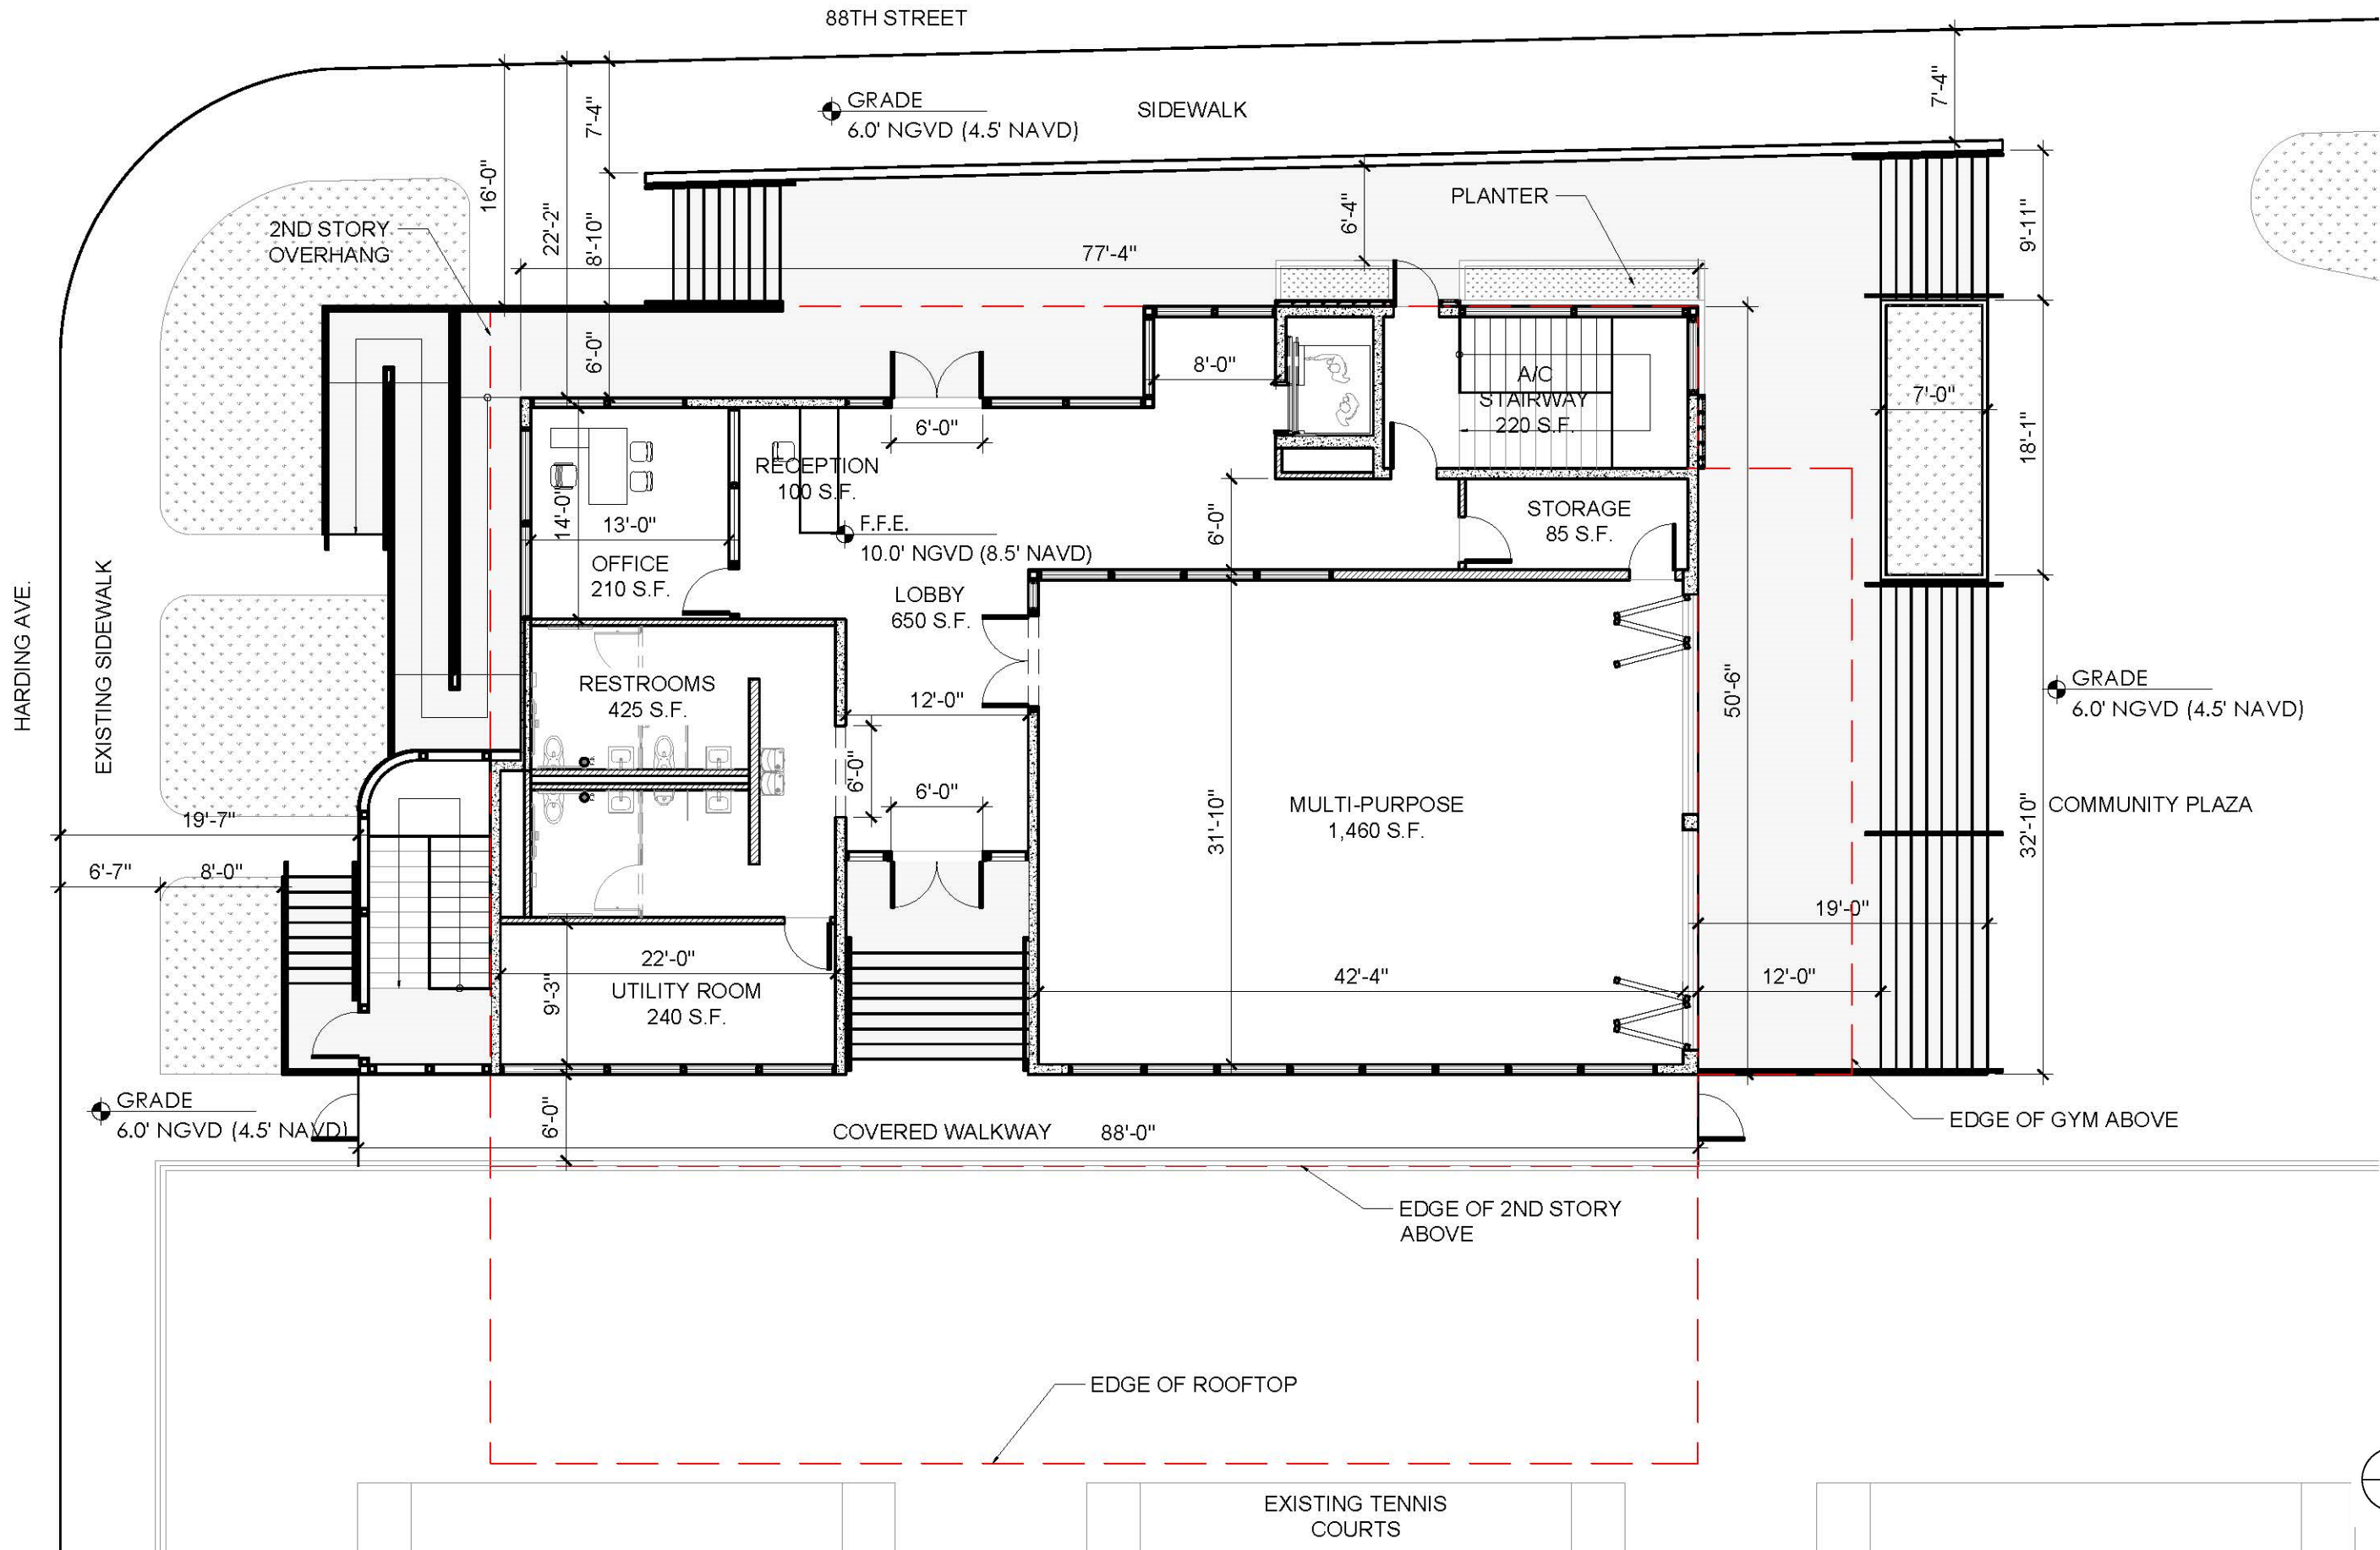 88TH STREET
7'-4"
GRADE
6.0' NGVD (4.5' NAVD)
SIDEWALK
7'-4"
16'-0"
22'-2"
8'-10"
2ND STORY
OVERHANG
77'-4"
6'-4"
PLANTER
9'-11"
6'-0"
8'-0"
A/C
STAIRWAY
220 S.F.
7'-0"
18'-1"
6'-0"
RECEPTION
100 S.F.
14'-0"
13'-0"
OFFICE
210 S.F.
F.F.E.
10.0' NGVD (8.5' NAVD)
6'-0"
STORAGE
85 S.F.
LOBBY
650 S.F.
HARDING AVE.
EXISTING SIDEWALK
RESTROOMS
425 S.F.
12'-0"
6'-0"
6'-0"
50'-6"
GRADE
6.0' NGVD (4.5' NAVD)
MULTI-PURPOSE
1,460 S.F.
31'-10"
32'-10"
COMMUNITY PLAZA
19'-7"
6'-7"
8'-0"
19'-0"
22'-0"
UTILITY ROOM
240 S.F.
9'-3"
42'-4"
12'-0"
GRADE
6.0' NGVD (4.5' NAVD)
6'-0"
COVERED WALKWAY
88'-0"
EDGE OF GYM ABOVE
EDGE OF 2ND STORY
ABOVE
EDGE OF ROOFTOP
EXISTING TENNIS
COURTS